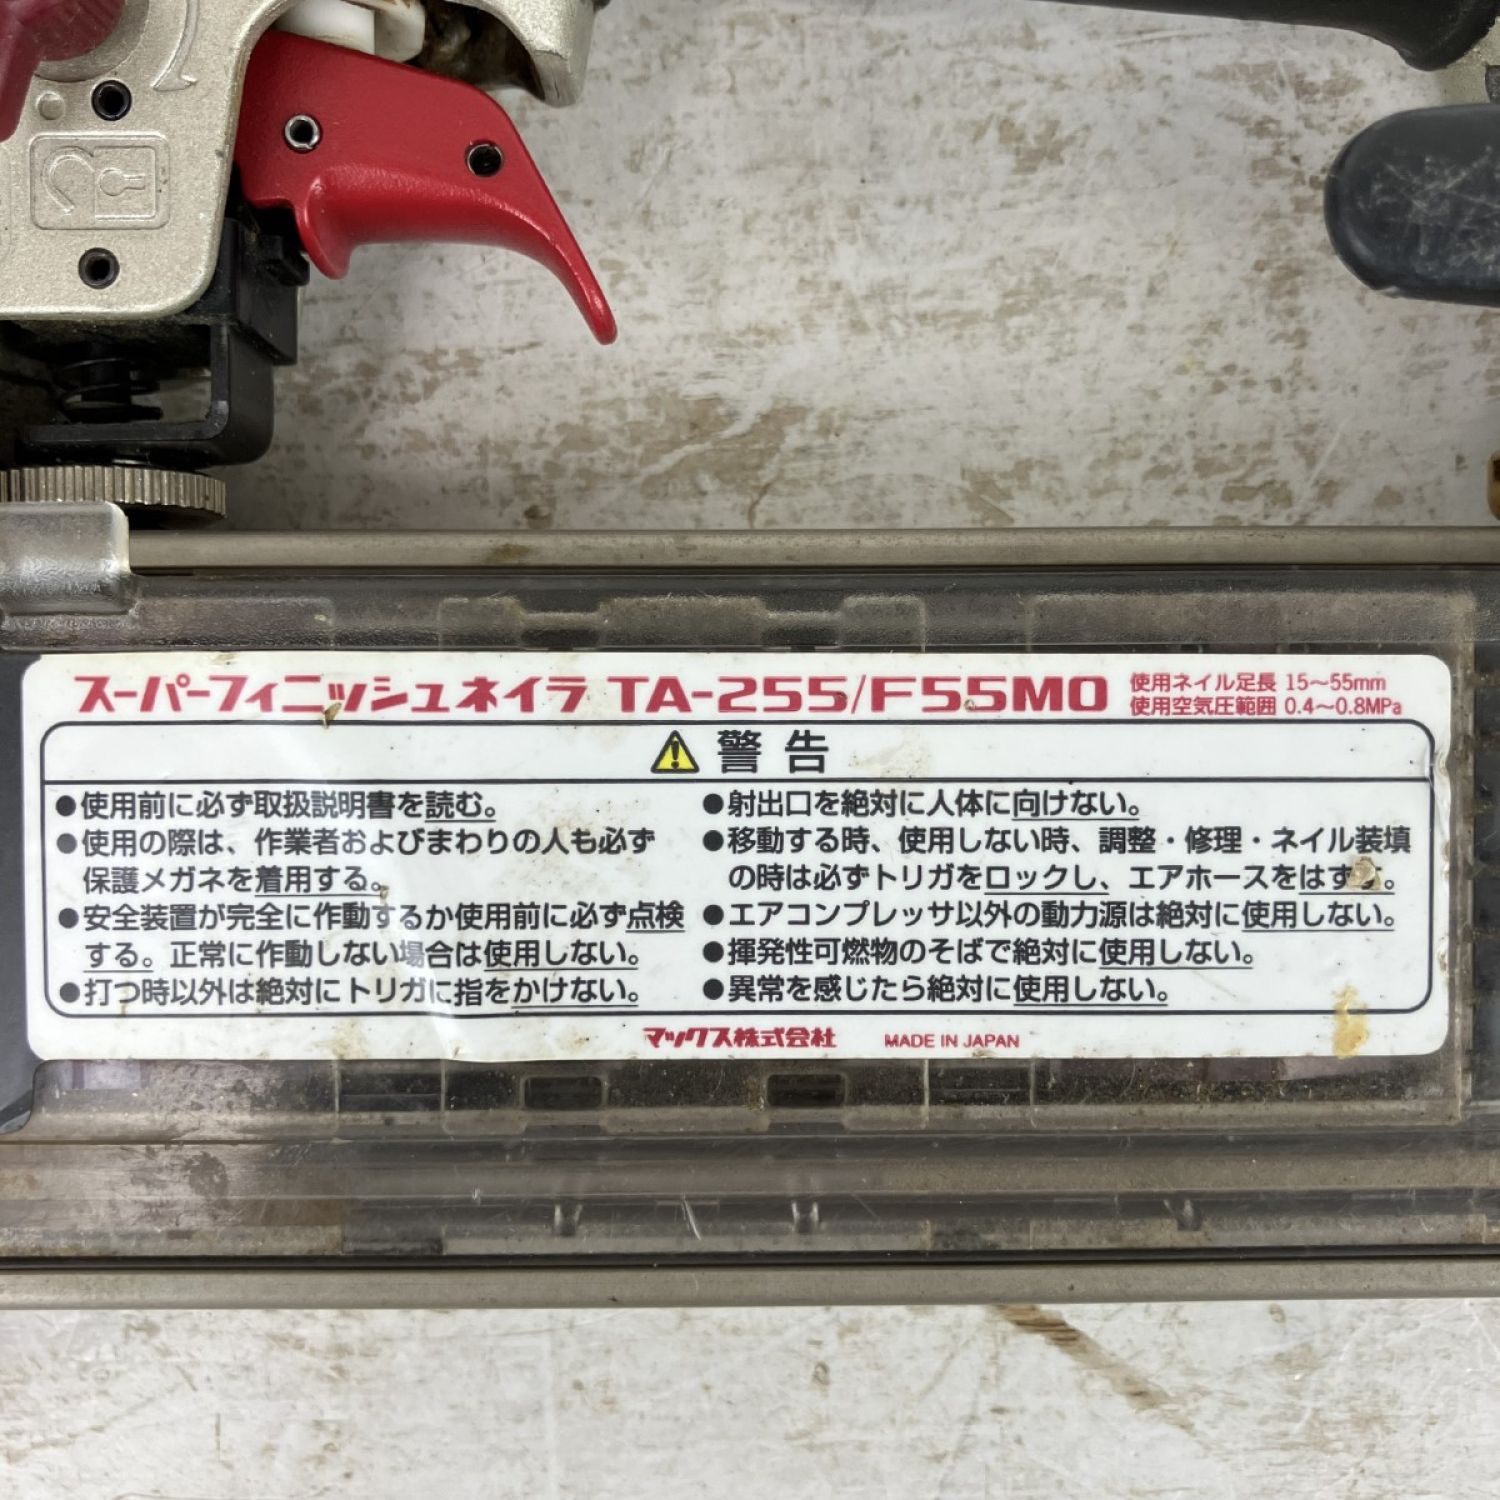 スーパーフィニッシュネイラ TA-255/F55MO
使用ネイル足長 15～55mm
使用空気圧範囲 0.4～0.8MPa
警告
●使用前に必ず取扱説明書を読む。
●使用の際は、作業者およびまわりの人も必ず
保護メガネを着用する。
●安全装置が完全に作動するか使用前に必ず点検
する。正常に作動しない場合は使用しない。
●打つ時以外は絶対にトリガに指をかけない。
●射出口を絶対に人体に向けない。
●移動する時、使用しない時、調整・修理・ネイル装填
の時は必ずトリガをロックし、エアホースをはずす。
●エアコンプレッサ以外の動力源は絶対に使用しない。
●揮発性可燃物のそばで絶対に使用しない。
●異常を感じたら絶対に使用しない。
マックス株式会社 MADE IN JAPAN